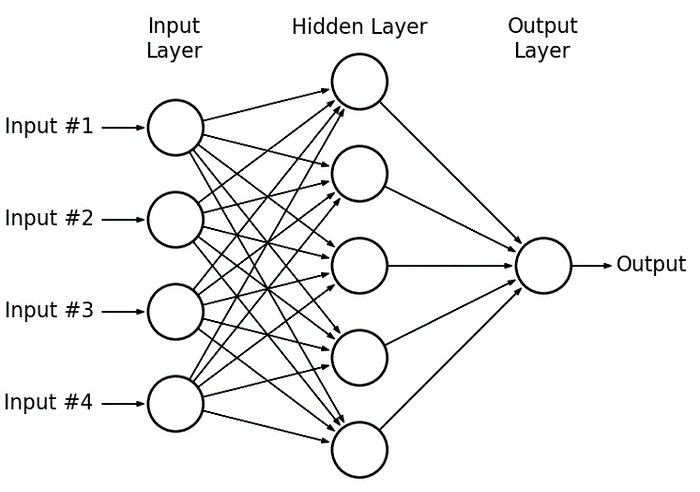 Input
Layer
Hidden Layer
Output
Layer
Input #1
Input #2
Input #3
Input #4
Output